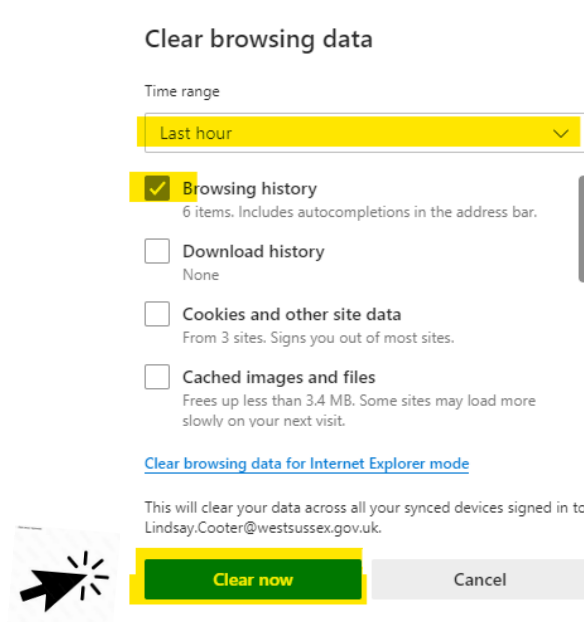 Clear browsing data
Time range
Last hour
Browsing history
6 items. Includes autocompletions in the address bar.
Download history
None
Cookies and other site data
From 3 sites. Signs you out of most sites.
Cached images and files
Frees up less than 3.4 MB. Some sites may load more
slowly on your next visit.
Clear browsing data for Internet Explorer mode
This will clear your data across all your synced devices signed in to
Lindsay.Cooter@westsussex.gov.uk.
Clear now
Cancel